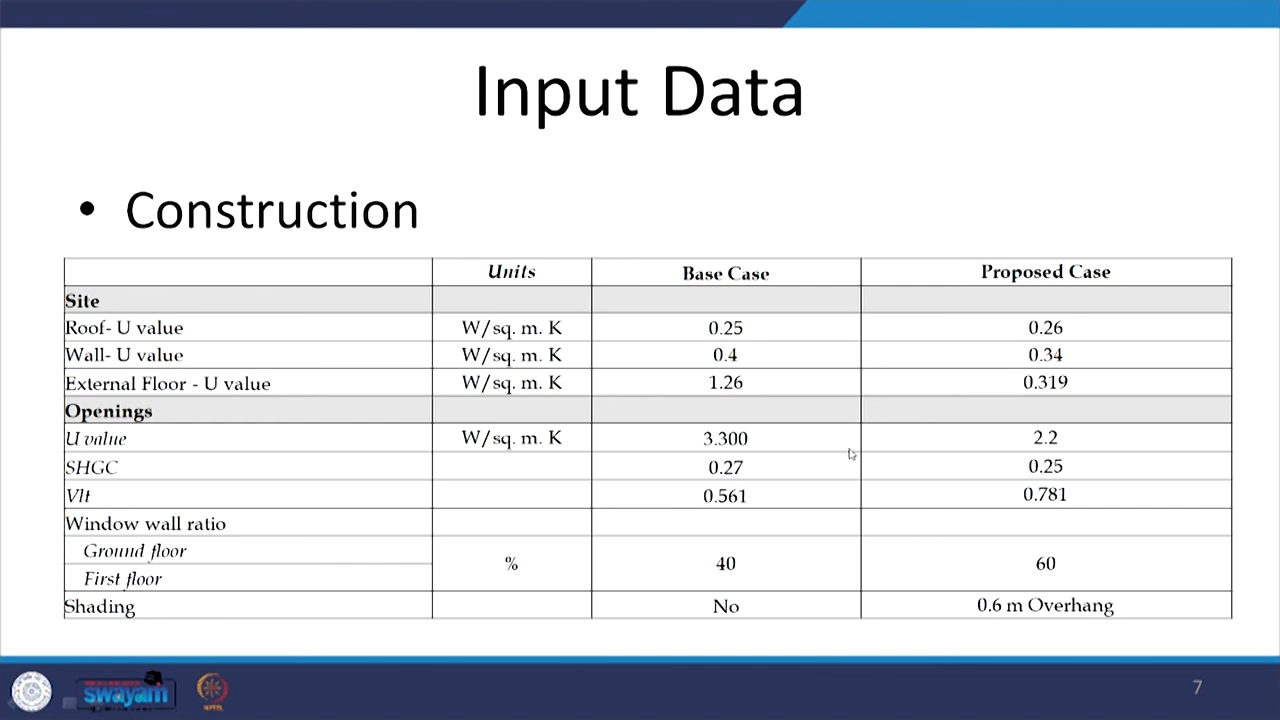 Input Data
• Construction
Units Base Case Proposed Case
Site
Roof- U value W/sq. m. K 0.25 0.26
Wall- U value W/sq. m. K 0.4 0.34
External Floor - U value W/sq. m. K 1.26 0.319
Openings
U value W/sq. m. K 3.300 2.2
SHGC 0.27 0.25
Vlt 0.561 0.781
Window wall ratio
Ground floor
% 40 60
First floor
Shading No 0.6 m Overhang
swayam
7